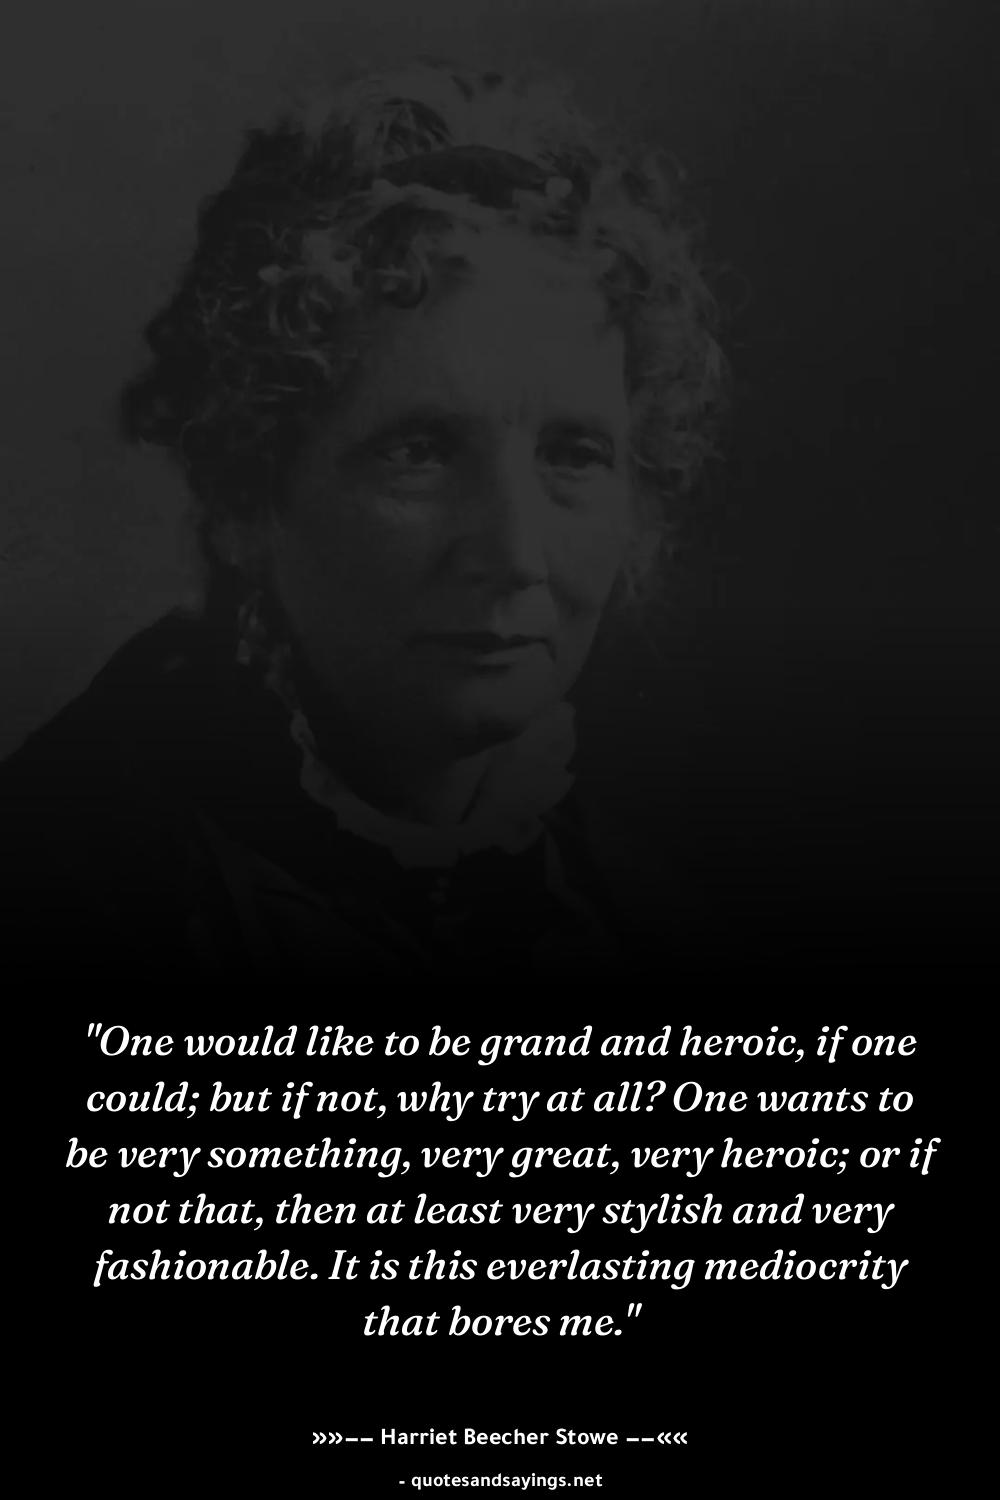 "One would like to be grand and heroic, if one
could; but if not, why try at all? One wants to
be very something, very great, very heroic; or if
not that, then at least very stylish and very
fashionable. It is this everlasting mediocrity
that bores me."
»»−− Harriet Beecher Stowe −−««
- quotesandsayings.net